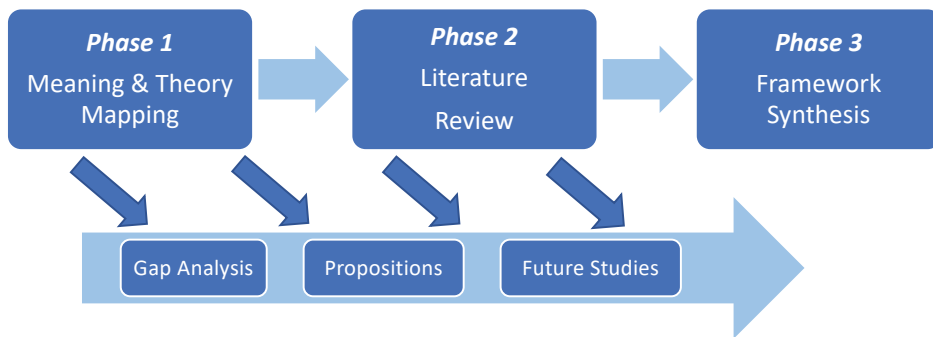 Phase 1
Meaning & Theory
Mapping
Phase 2
Literature
Review
Phase 3
Framework
Synthesis
Gap Analysis
Propositions
Future Studies